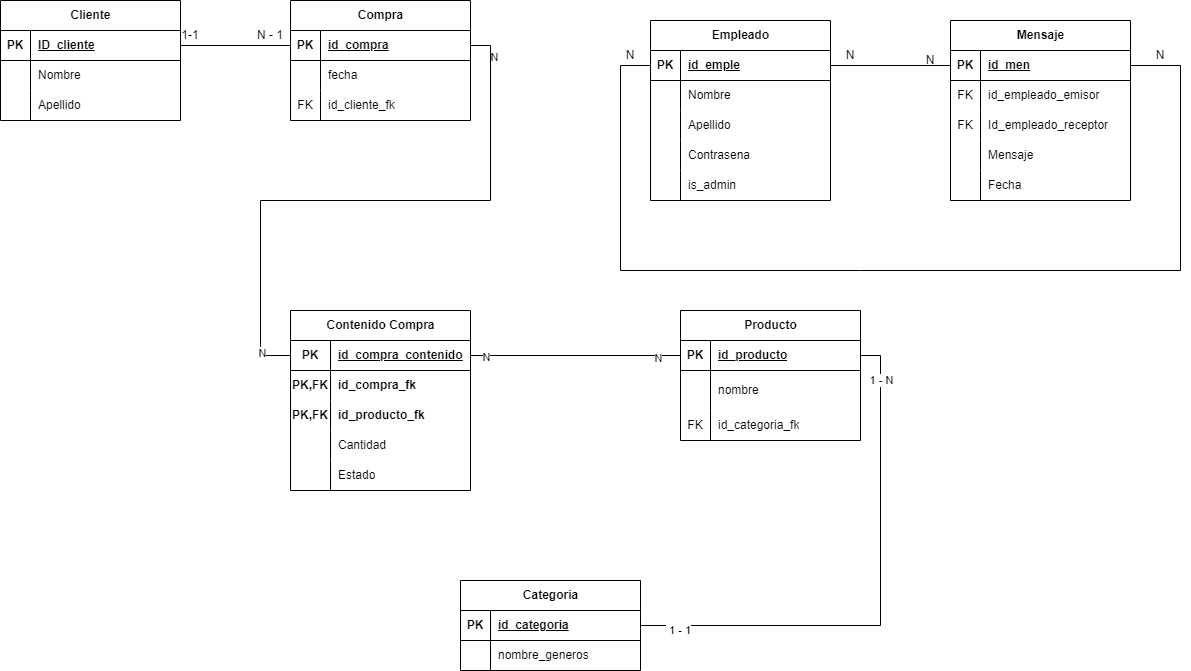 Cliente
PK ID_cliente
Nombre
Apellido
1-1
N - 1
Compra
PK id_compra
fecha
FK id_cliente_fk
N
Empleado
N
PK id_emple
Nombre
Apellido
Contrasena
is_admin
N
N
Mensaje
PK id_men
N
FK id_empleado_emisor
FK Id_empleado_receptor
Mensaje
Fecha
Contenido Compra
N
PK id_compra_contenido
N
PK,FK id_compra_fk
PK,FK id_producto_fk
Cantidad
Estado
Producto
N
PK id_producto
1 - N
nombre
FK id_categoria_fk
Categoria
PK id_categoria
1 - 1
nombre_generos